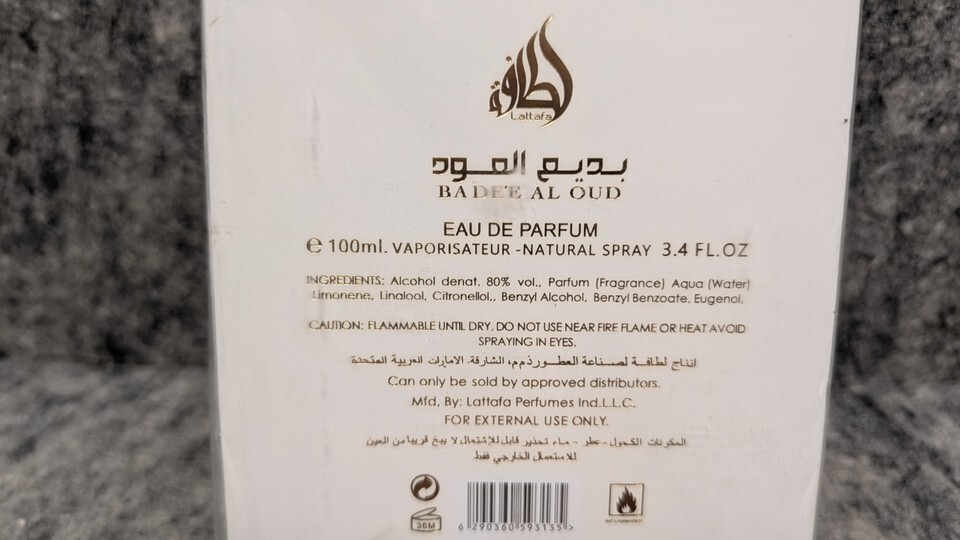 لطافة
Lattafa
بديع العود
BADE'E AL OUD
EAU DE PARFUM
e 100ml. VAPORISATEUR -NATURAL SPRAY 3.4 FL.OZ
INGREDIENTS: Alcohol denat, 80% vol., Parfum (Fragrance) Aqua (Water)
Limonene, Linalool, Citronellol,, Benzyl Alcohol, Benzyl Benzoate, Eugenol,
CAUTION: FLAMMABLE UNTIL DRY, DO NOT USE NEAR FIRE FLAME OR HEAT AVOID
SPRAYING IN EYES.
انتاج لطافة لصناعة العطور ذ.م.م، الشارقة. الامارات العربية المتحدة
Can only be sold by approved distributors.
Mfd, By: Lattafa Perfumes Ind.L.L.C.
FOR EXTERNAL USE ONLY.
المكونات الكحول - عطر - ماء تحذير قابل للإشتعال لا يبخ قريبا من العين
للاستعمال الخارجي فقط
36M
6 290360 593135 >